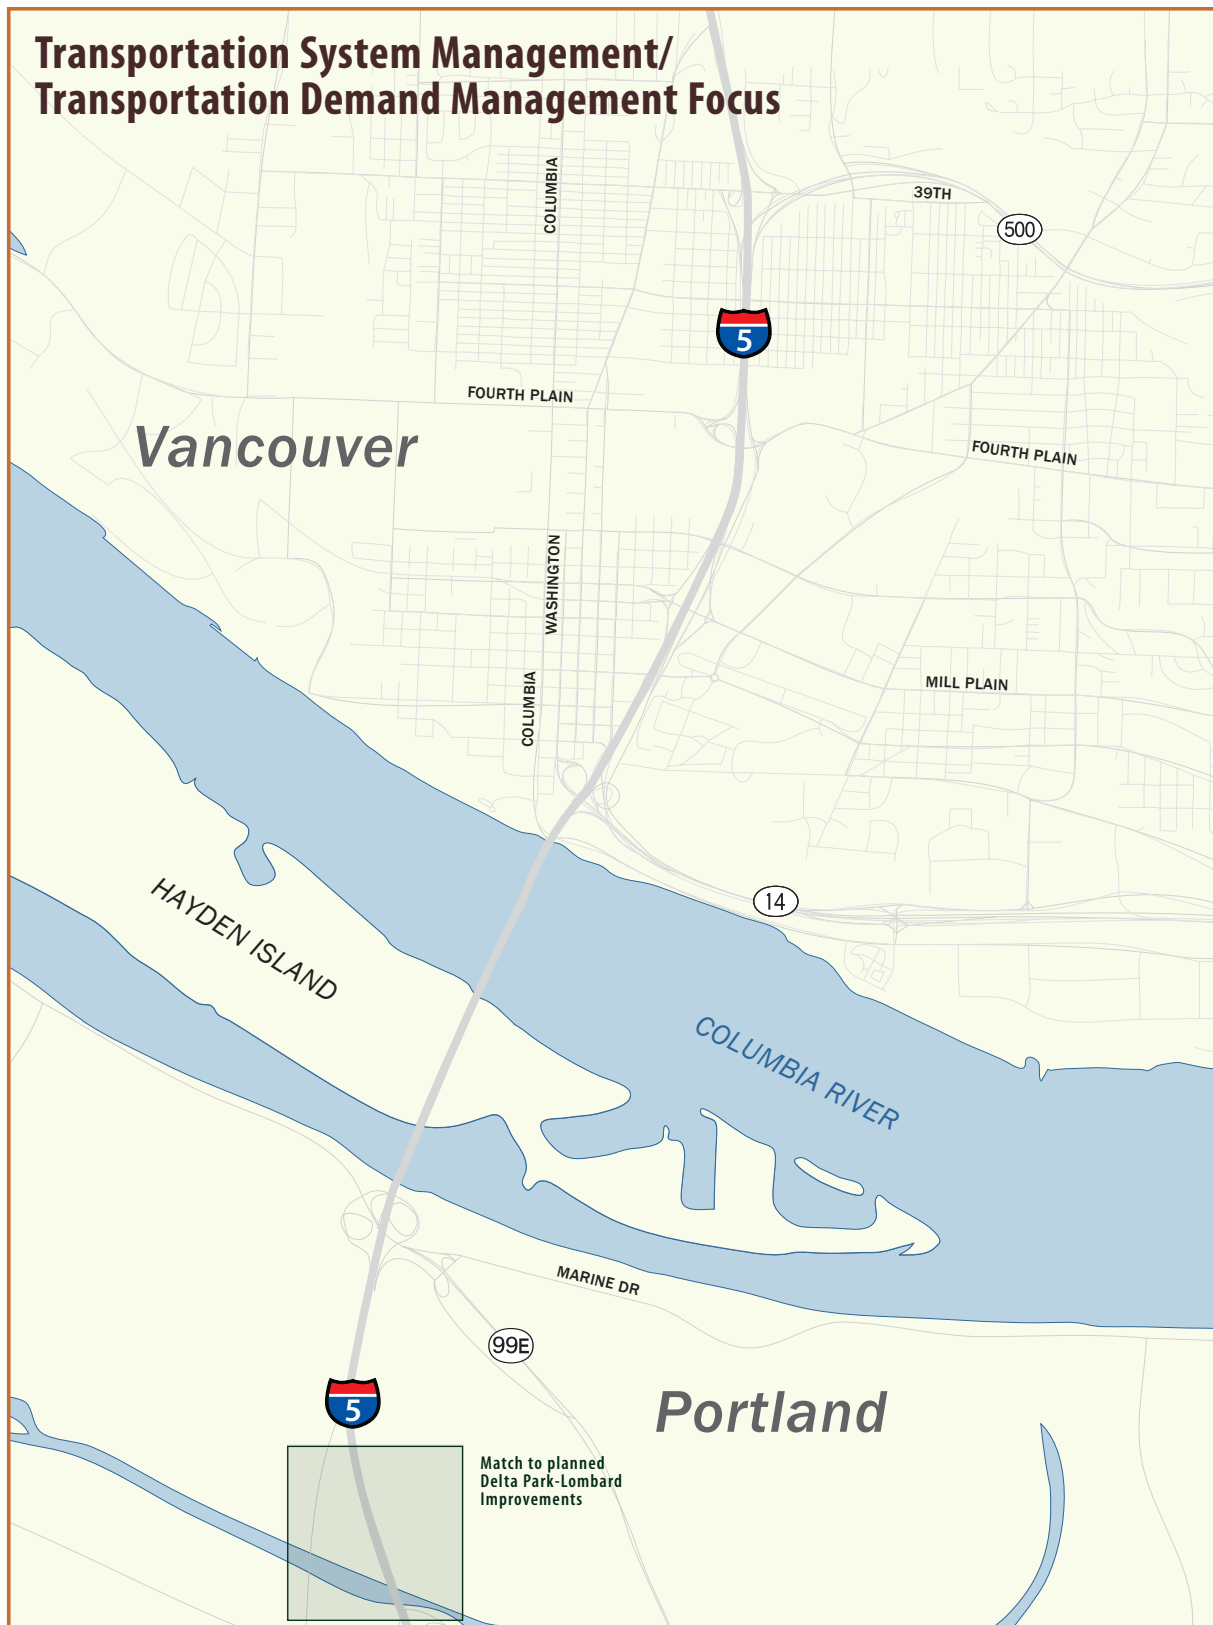 Transportation System Management/
Transportation Demand Management Focus
COLUMBIA
39TH
500
5
FOURTH PLAIN
Vancouver
FOURTH PLAIN
WASHINGTON
COLUMBIA
MILL PLAIN
14
HAYDEN ISLAND
COLUMBIA RIVER
MARINE DR
99E
5
Portland
Match to planned
Delta Park-Lombard
Improvements